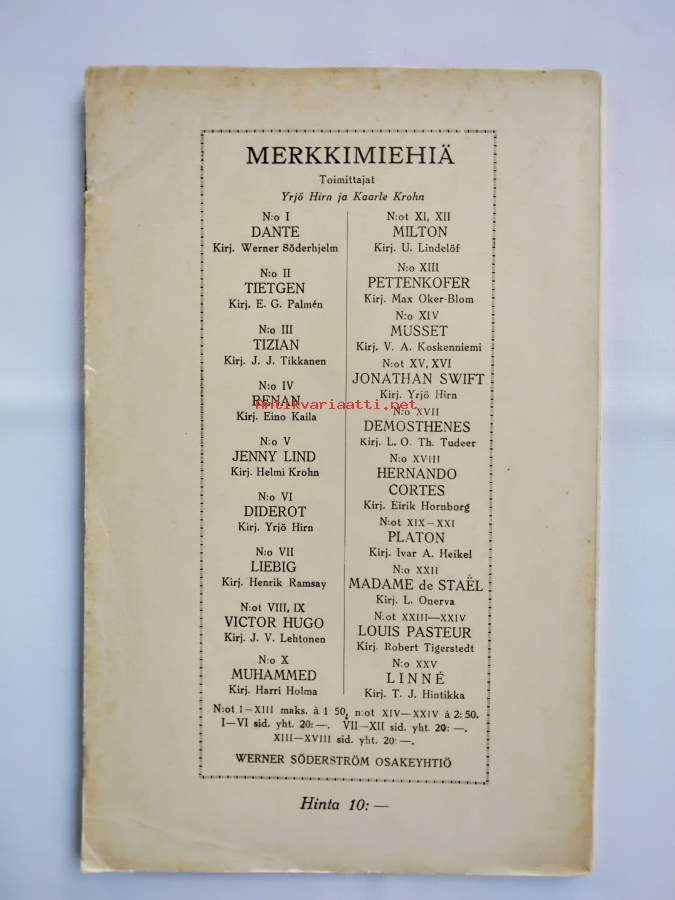 MERKKIMIEHIÄ
Toimittajat
Yrjö Hirn ja Kaarle Krohn
N:o I
DANTE
Kirj. Werner Söderhjelm
N:o II
TIETGEN
Kirj. E. G. Palmén
N:o III
TIZIAN
Kirj. J. J. Tikkanen
N:o IV
RENAN
Kirj. Eino Kaila
N:o V
JENNY LIND
Kirj. Helmi Krohn
N:o VI
DIDEROT
Kirj. Yrjö Hirn
N:o VII
LIEBIG
Kirj. Henrik Ramsay
N:ot VIII, IX
VICTOR HUGO
Kirj. J. V. Lehtonen
N:o X
MUHAMMED
Kirj. Harri Holma
N:ot XI, XII
MILTON
Kirj. U. Lindelöf
N:o XIII
PETTENKOFER
Kirj. Max Oker-Blom
N:o XIV
MUSSET
Kirj. V. A. Koskenniemi
N:ot XV, XVI
JONATHAN SWIFT
Kirj. Yrjö Hirn
N:o XVII
DEMOSTHENES
Kirj. L. O. Th. Tudeer
N:o XVIII
HERNANDO
CORTES
Kirj. Eirik Hornborg
N:ot XIX–XXI
PLATON
Kirj. Ivar A. Heikel
N:o XXII
MADAME de STAËL
Kirj. L. Onerva
N:ot XXIII—XXIV
LOUIS PASTEUR
Kirj. Robert Tigerstedt
N:o XXV
LINNÉ
Kirj. T. J. Hintikka
N:ot I—XIII maks. à 1:50, n:ot XIV—XXIV á 2:50.
I—VI sid. yht. 20:—. VII—XII sid. yht. 20:—.
XIII—XVIII sid. yht. 20:—.
WERNER SÖDERSTRÖM OSAKEYHTIÖ
Hinta 10:—
antikvariaatti.net